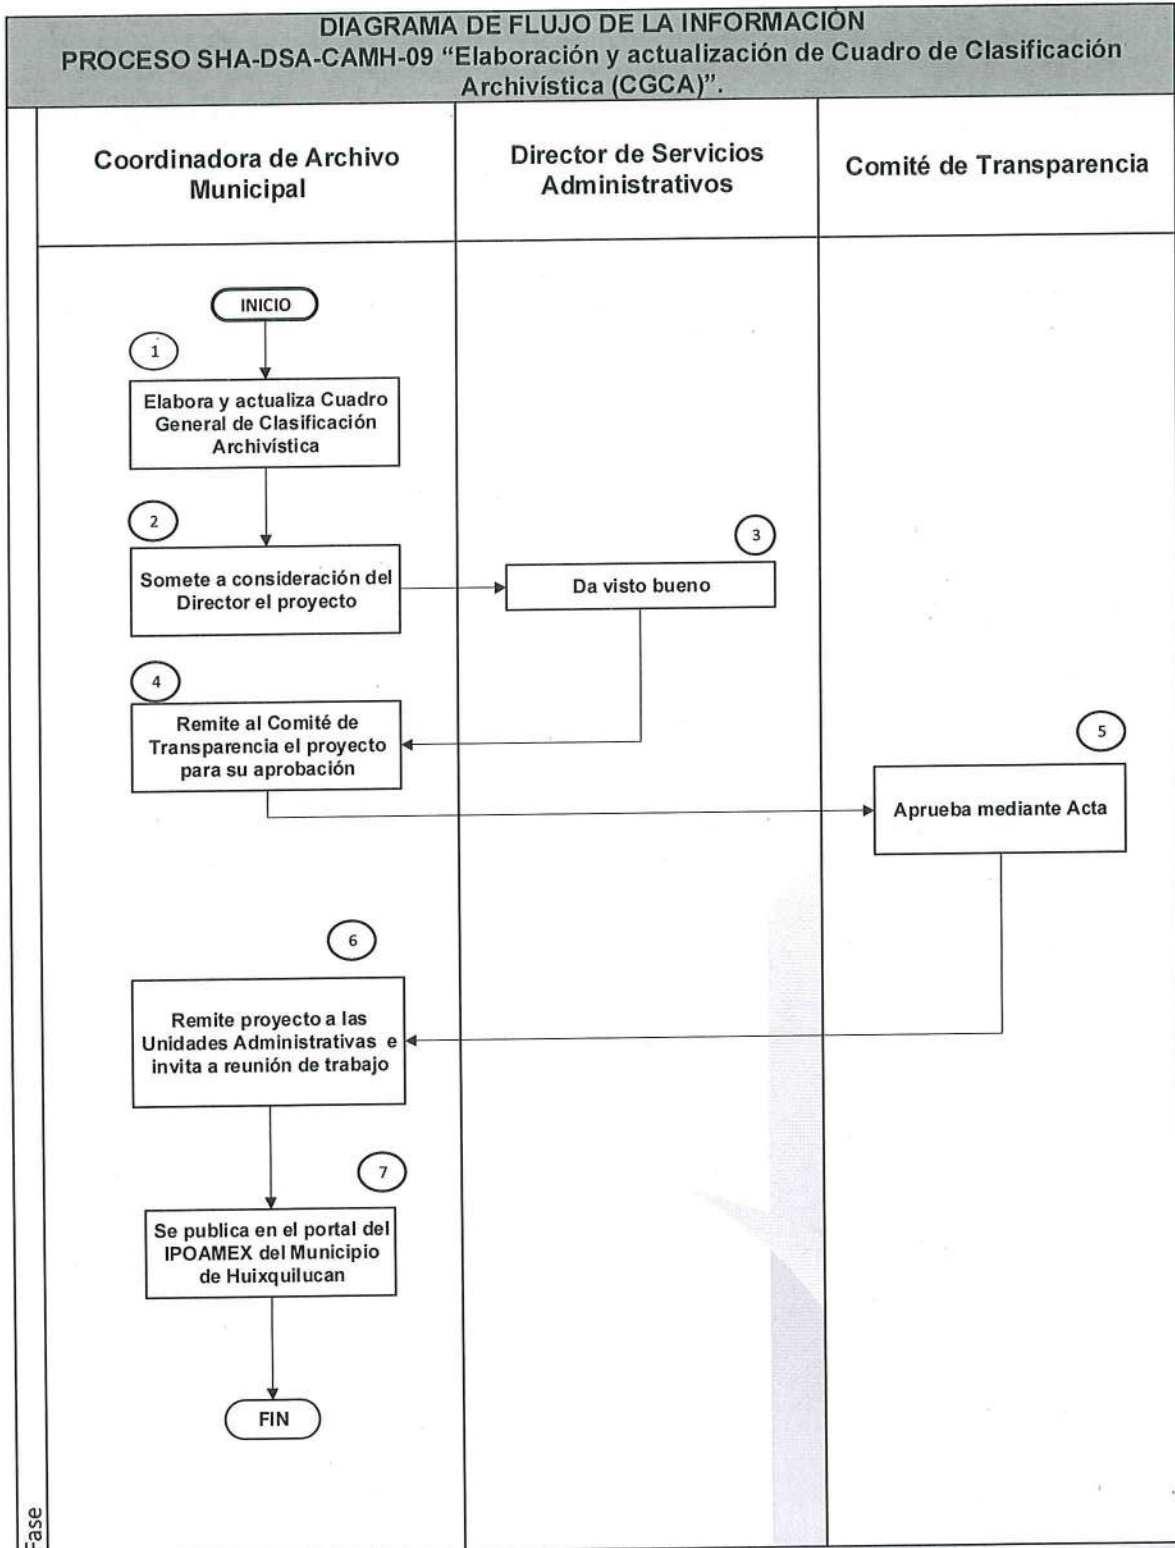 DIAGRAMA DE FLUJO DE LA INFORMACIÓN
PROCESO SHA-DSA-CAMH-09 “Elaboración y actualización de Cuadro de Clasificación
Archivística (CGCA)”.
Coordinadora de Archivo
Municipal
Director de Servicios
Administrativos
Comité de Transparencia
INICIO
1
Elabora y actualiza Cuadro
General de Clasificación
Archivística
2
Somete a consideración del
Director el proyecto
3
Da visto bueno
4
Remite al Comité de
Transparencia el proyecto
para su aprobación
5
Aprueba mediante Acta
6
Remite proyecto a las
Unidades Administrativas e
invita a reunión de trabajo
7
Se publica en el portal del
IPOAMEX del Municipio
de Huixquilucan
FIN
Fase